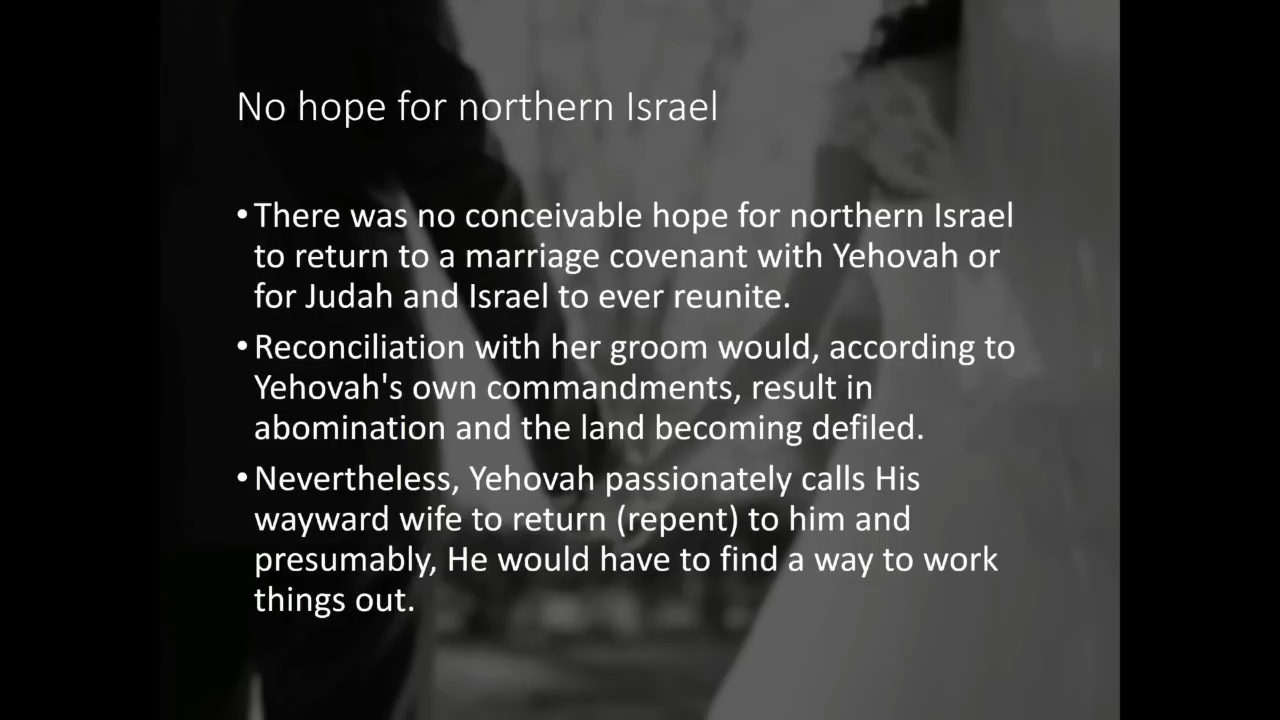 No hope for northern Israel
•There was no conceivable hope for northern Israel
to return to a marriage covenant with Yehovah or
for Judah and Israel to ever reunite.
•Reconciliation with her groom would, according to
Yehovah's own commandments, result in
abomination and the land becoming defiled.
•Nevertheless, Yehovah passionately calls His
wayward wife to return (repent) to him and
presumably, He would have to find a way to work
things out.